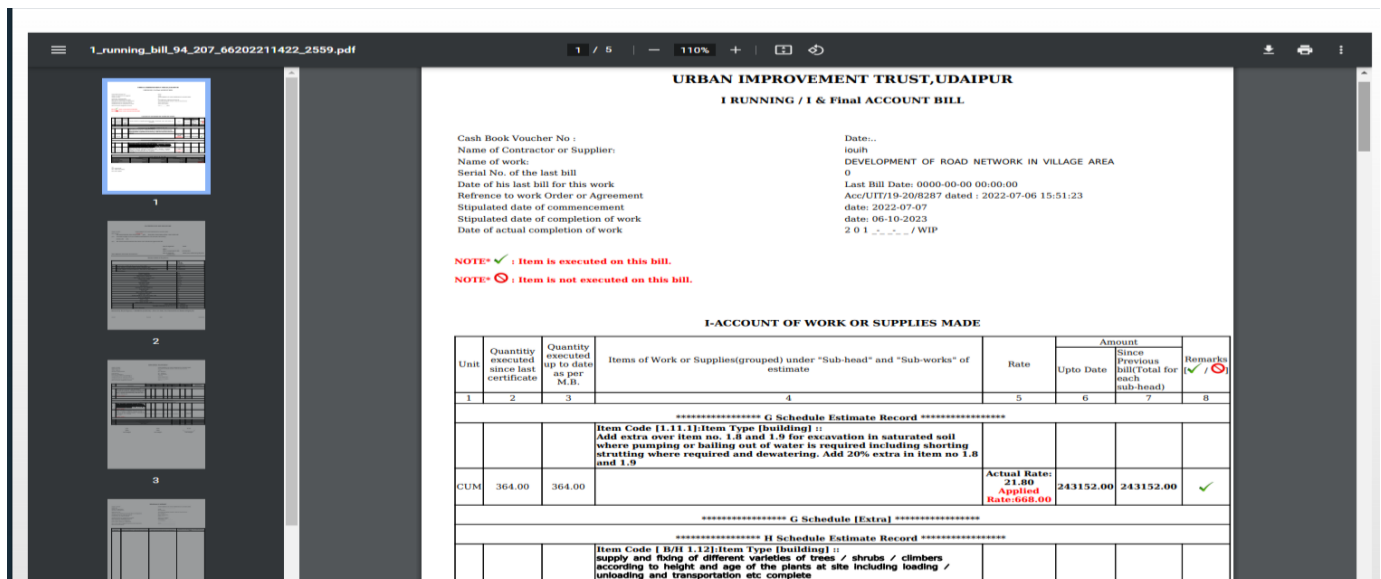 1_running_bill_94_207_66202211422_2559.pdf
1 / 5
110%
URBAN IMPROVEMENT TRUST,UDAIPUR
I RUNNING / I & Final ACCOUNT BILL
Cash Book Voucher No : Date:..
Name of Contractor or Supplier: iouih
Name of work: DEVELOPMENT OF ROAD NETWORK IN VILLAGE AREA
Serial No. of the last bill 0
Date of his last bill for this work Last Bill Date: 0000-00-00 00:00:00
Refrence to work Order or Agreement Acc/UIT/19-20/8287 dated : 2022-07-06 15:51:23
Stipulated date of commencement date: 2022-07-07
Stipulated date of completion of work date: 06-10-2023
Date of actual completion of work 2 0 1 _-_ _-_ _ / WIP
NOTE* ✓ : Item is executed on this bill.
NOTE* 🚫 : Item is not executed on this bill.
I-ACCOUNT OF WORK OR SUPPLIES MADE
Unit
Quantitiy
executed
since last
certificate
Quantity
executed
up to date
as per
M.B.
Items of Work or Supplies(grouped) under "Sub-head" and "Sub-works" of
estimate
Rate
Amount
Upto Date
Since
Previous
bill(Total for
each
sub-head)
Remarks
[✓ / 🚫]
1 2 3 4 5 6 7 8
***************** G Schedule Estimate Record *****************
Item Code [1.11.1]:Item Type [building] ::
Add extra over item no. 1.8 and 1.9 for excavation in saturated soil
where pumping or bailing out of water is required including shorting
strutting where required and dewatering. Add 20% extra in item no 1.8
and 1.9
CUM 364.00 364.00
Actual Rate:
21.80
Applied
Rate:668.00
243152.00 243152.00 ✓
***************** G Schedule [Extra] *****************
***************** H Schedule Estimate Record *****************
Item Code [ B/H 1.12]:Item Type [building] ::
supply and fixing of different varieties of trees / shrubs / climbers
according to height and age of the plants at site including loading /
unloading and transportation etc complete
1
2
3